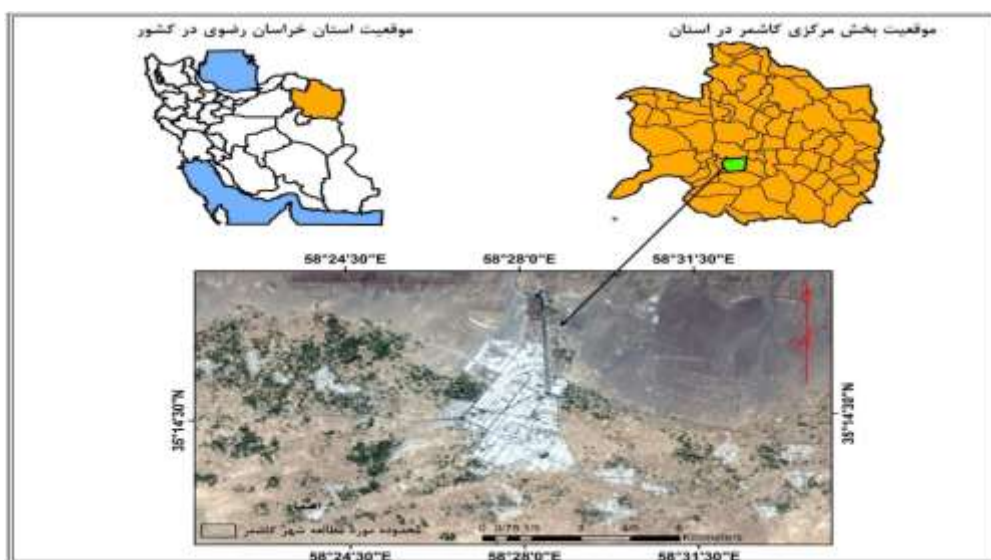 موقعیت بخش مرکزی کاشمر در استان
موقعیت استان خراسان رضوی در کشور
58°24'30"E 58°28'0"E 58°31'30"E
35°14'30"N 35°14'30"N
محدوده مورد مطالعه شهر کاشمر
Kilometers
58°24'30"E 58°28'0"E 58°31'30"E